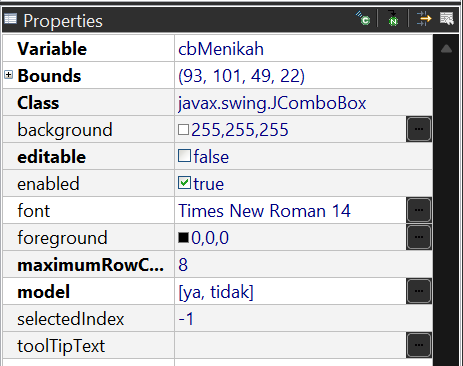 Properties
Variable cbMenikah
Bounds (93, 101, 49, 22)
Class javax.swing.JComboBox
background 255,255,255 ...
editable false
enabled true
font Times New Roman 14 ...
foreground 0,0,0 ...
maximumRowC... 8
model [ya, tidak] ...
selectedIndex -1
toolTipText ...